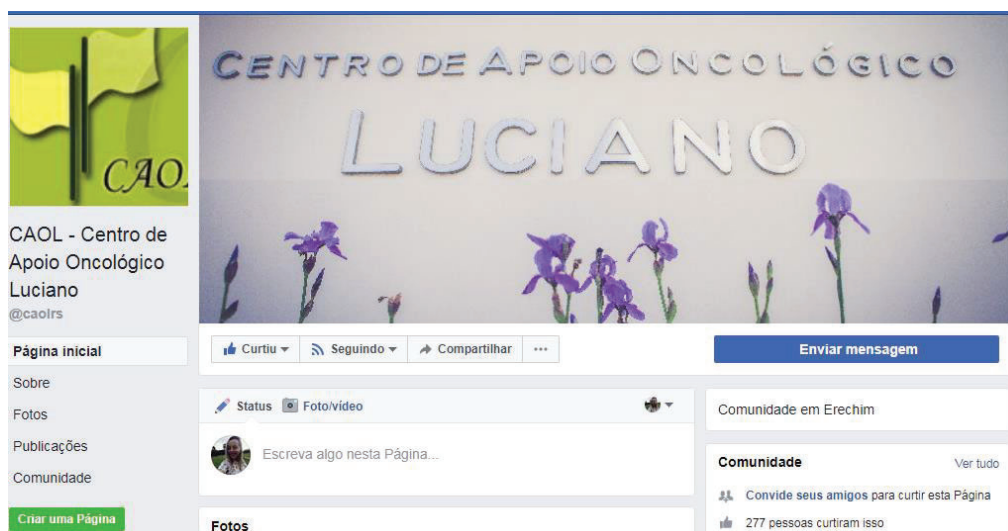 CENTRO DE APOIO ONCOLÓGICO
LUCIANO
CAO
CAOL - Centro de
Apoio Oncológico
Luciano
@caolrs
Página inicial
Sobre
Fotos
Publicações
Comunidade
Criar uma Página
Curtiu Seguindo Compartilhar ...
Enviar mensagem
Status Foto/vídeo
Escreva algo nesta Página...
Fotos
Comunidade em Erechim
Comunidade Ver tudo
Convide seus amigos para curtir esta Página
277 pessoas curtiram isso